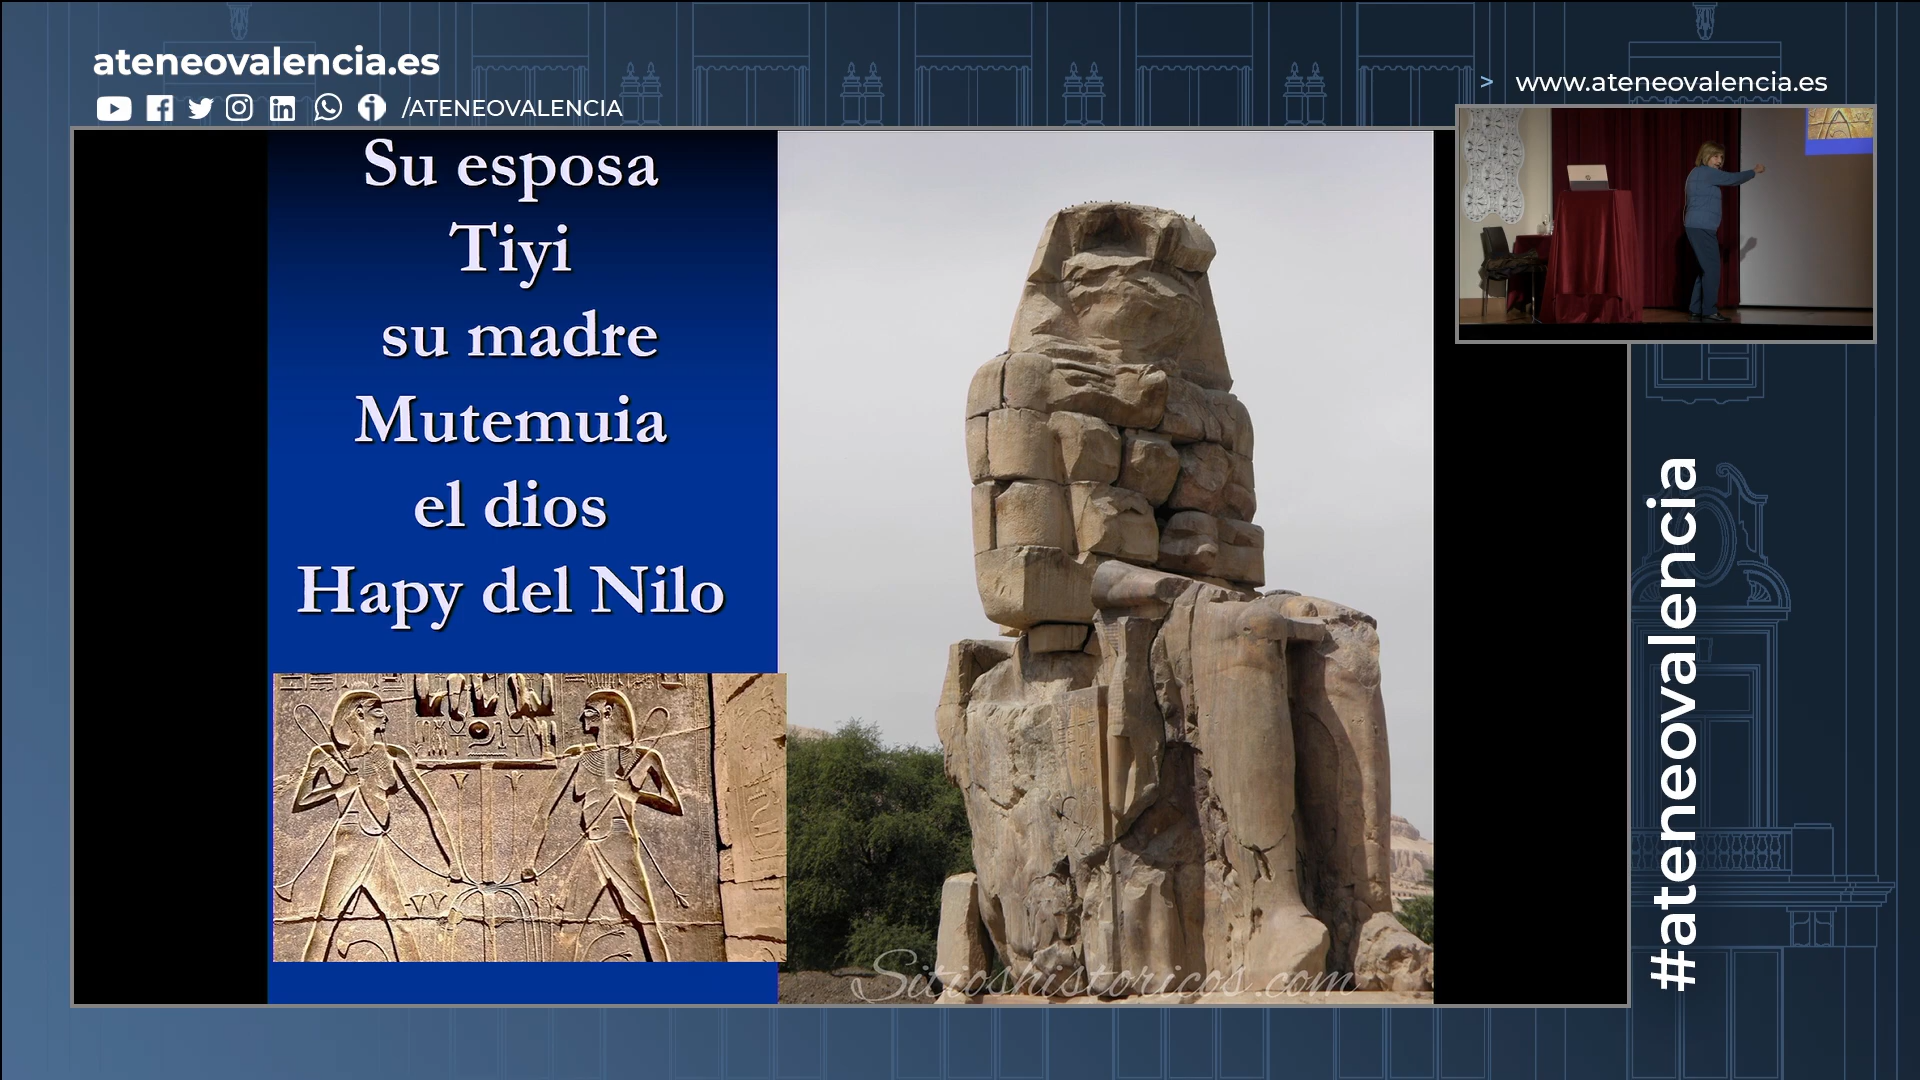 ateneovalencia.es
/ATENEOVALENCIA
> www.ateneovalencia.es
Su esposa
Tiyi
su madre
Mutemuia
el dios
Hapy del Nilo
Sitioshistoricos.com
#ateneovalencia